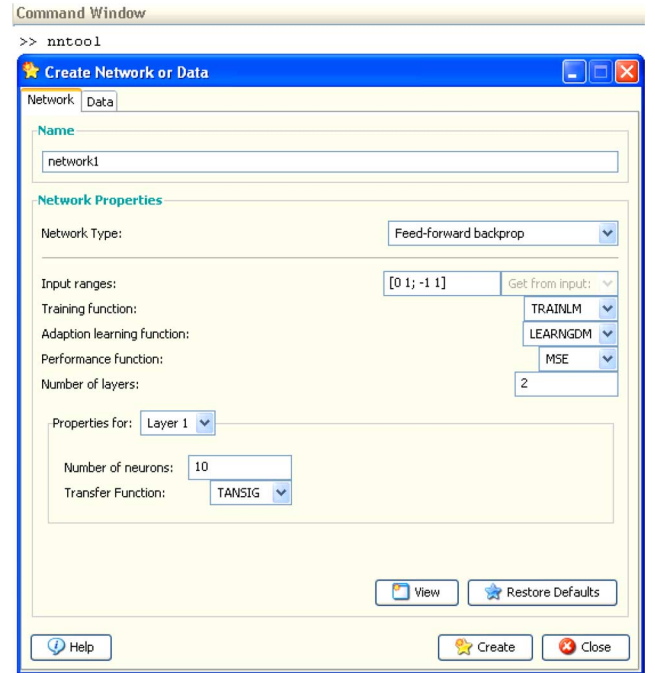 Command Window
>> nntool
Create Network or Data
Network Data
Name
network1
Network Properties
Network Type: Feed-forward backprop
Input ranges: [0 1; -1 1] Get from input:
Training function: TRAINLM
Adaption learning function: LEARNGDM
Performance function: MSE
Number of layers: 2
Properties for: Layer 1
Number of neurons: 10
Transfer Function: TANSIG
View Restore Defaults
Help Create Close